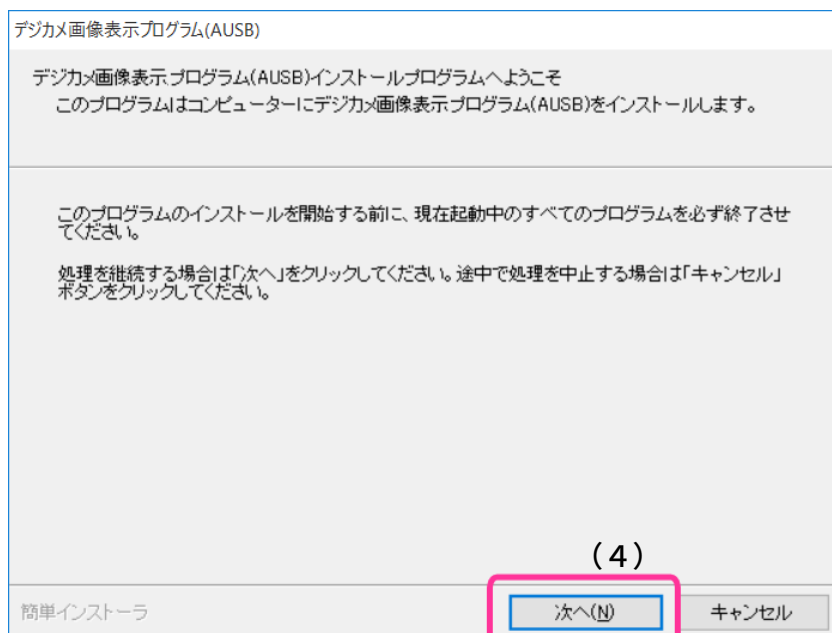 デジカメ画像表示プログラム(AUSB)
デジカメ画像表示プログラム(AUSB)インストールプログラムへようこそ
このプログラムはコンピューターにデジカメ画像表示プログラム(AUSB)をインストールします。
このプログラムのインストールを開始する前に、現在起動中のすべてのプログラムを必ず終了させ
てください。
処理を継続する場合は「次へ」をクリックしてください。途中で処理を中止する場合は「キャンセル」
ボタンをクリックしてください。
(4)
簡単インストーラ 次へ(N) キャンセル